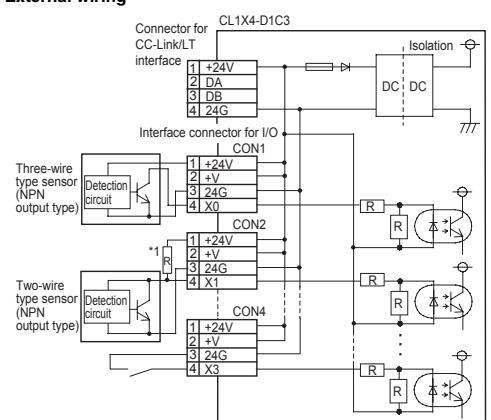 External wiring
Connector for
CC-Link/LT
interface
CL1X4-D1C3
Isolation
1 +24V
2 DA
3 DB
4 24G
DC DC
Interface connector for I/O
CON1
Three-wire
type sensor
(NPN
output type)
Detection
circuit
1 +24V
2 +V
3 24G
4 X0
R
R
CON2
*1
R
1 +24V
2 +V
3 24G
4 X1
Two-wire
type sensor
(NPN
output type)
Detection
circuit
R
R
CON4
1 +24V
2 +V
3 24G
4 X3
R
R